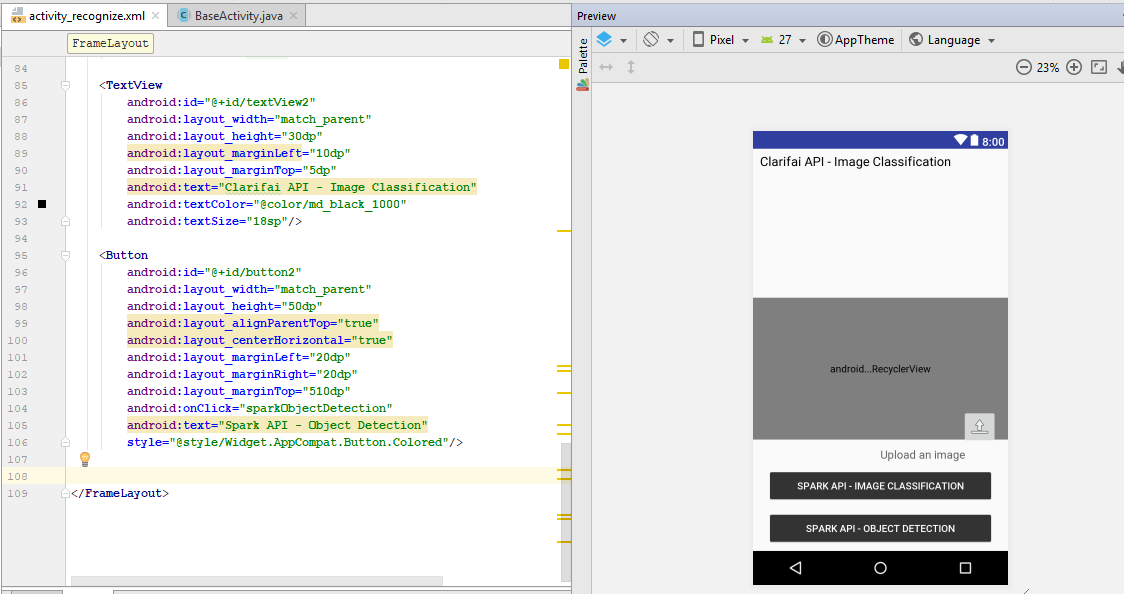 activity_recognize.xml
BaseActivity.java
Preview
FrameLayout
Palette
Pixel
27
AppTheme
Language
23%
84
85 <TextView
86 android:id="@+id/textView2"
87 android:layout_width="match_parent"
88 android:layout_height="30dp"
89 android:layout_marginLeft="10dp"
90 android:layout_marginTop="5dp"
91 android:text="Clarifai API - Image Classification"
92 android:textColor="@color/md_black_1000"
93 android:textSize="18sp"/>
94
95 <Button
96 android:id="@+id/button2"
97 android:layout_width="match_parent"
98 android:layout_height="50dp"
99 android:layout_alignParentTop="true"
100 android:layout_centerHorizontal="true"
101 android:layout_marginLeft="20dp"
102 android:layout_marginRight="20dp"
103 android:layout_marginTop="510dp"
104 android:onClick="sparkObjectDetection"
105 android:text="Spark API - Object Detection"
106 style="@style/Widget.AppCompat.Button.Colored"/>
107
108
109 </FrameLayout>
8:00
Clarifai API - Image Classification
android...RecyclerView
Upload an image
SPARK API - IMAGE CLASSIFICATION
SPARK API - OBJECT DETECTION